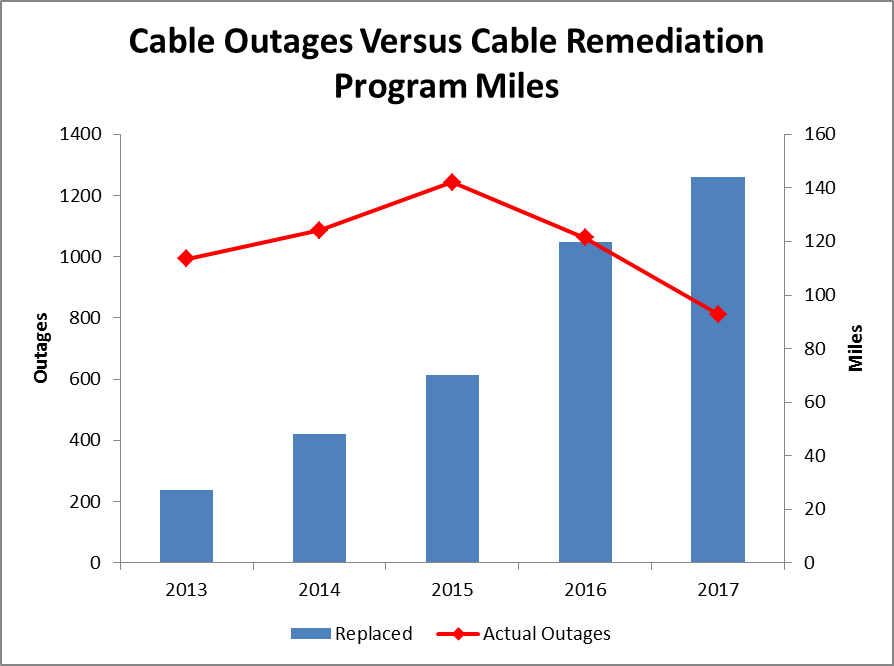 Cable Outages Versus Cable Remediation
Program Miles
1400
1200
1000
800
600
400
200
0
Outages
160
140
120
100
80
60
40
20
0
Miles
2013 2014 2015 2016 2017
Replaced Actual Outages